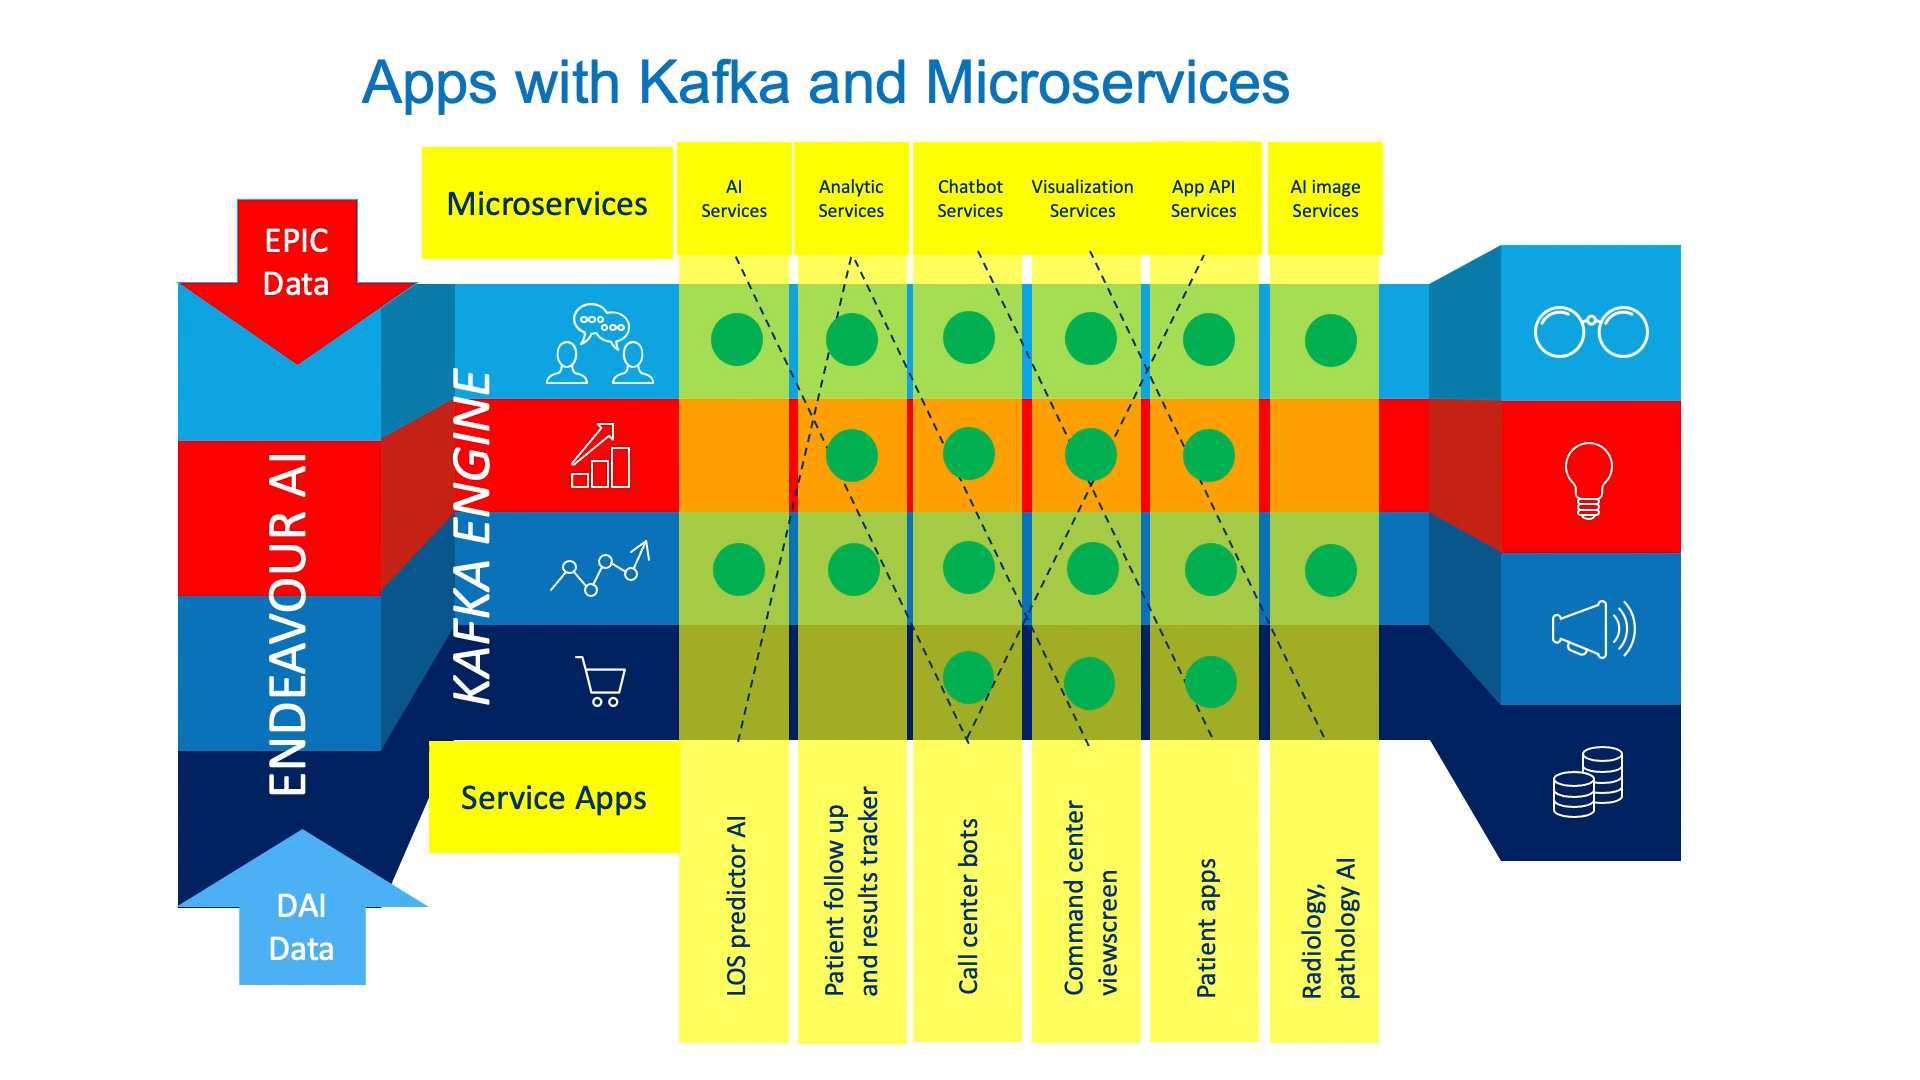 Apps with Kafka and Microservices
Microservices
AI
Services
Analytic
Services
Chatbot
Services
Visualization
Services
App API
Services
AI image
Services
EPIC
Data
ENDEAVOUR AI
KAFKA ENGINE
DAI
Data
Service Apps
LOS predictor AI
Patient follow up
and results tracker
Call center bots
Command center
viewscreen
Patient apps
Radiology,
pathology AI